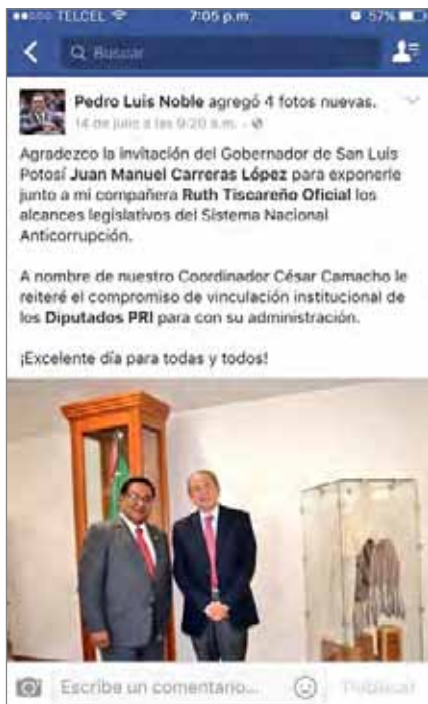 TELCEL 7:05 p.m. 57%
Buscar
Pedro Luis Noble agregó 4 fotos nuevas.
14 de julio a las 9:20 a.m. ·
Agradezco la invitación del Gobernador de San Luis
Potosí Juan Manuel Carreras López para exponerle
junto a mi compañera Ruth Tiscareño Oficial los
alcances legislativos del Sistema Nacional
Anticorrupción.
A nombre de nuestro Coordinador César Camacho le
reiteré el compromiso de vinculación institucional de
los Diputados PRI para con su administración.
¡Excelente día para todas y todos!
Escribe un comentario... Publicar